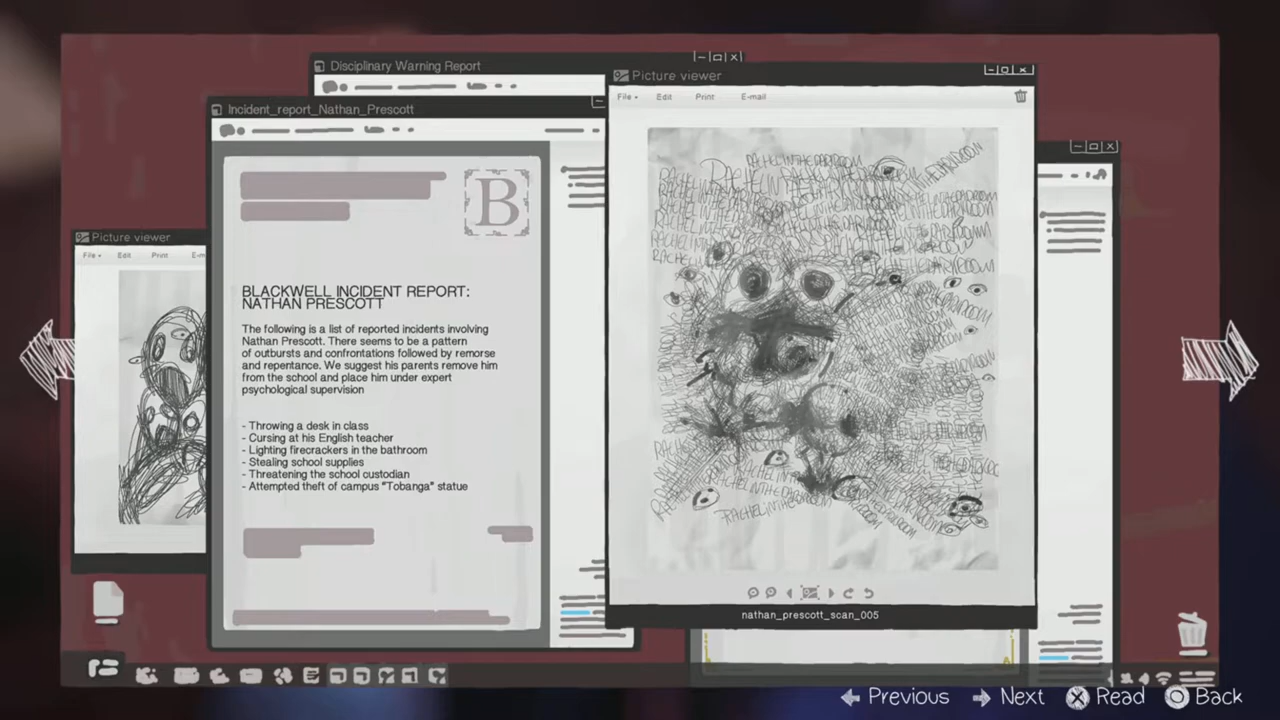 Disciplinary Warning Report
Picture viewer
File Edit Print E-mail
Incident_report_Nathan_Prescott
B
BLACKWELL INCIDENT REPORT:
NATHAN PRESCOTT
The following is a list of reported incidents involving
Nathan Prescott. There seems to be a pattern
of outbursts and confrontations followed by remorse
and repentance. We suggest his parents remove him
from the school and place him under expert
psychological supervision
- Throwing a desk in class
- Cursing at his English teacher
- Lighting firecrackers in the bathroom
- Stealing school supplies
- Threatening the school custodian
- Attempted theft of campus "Tobanga" statue
Picture viewer
File Edit Print
RACHELINTHEDARKROOM
RACHELINTHEDARKROOM
RACHELINTHEDARKROOM
nathan_prescott_scan_005
Previous Next Read Back